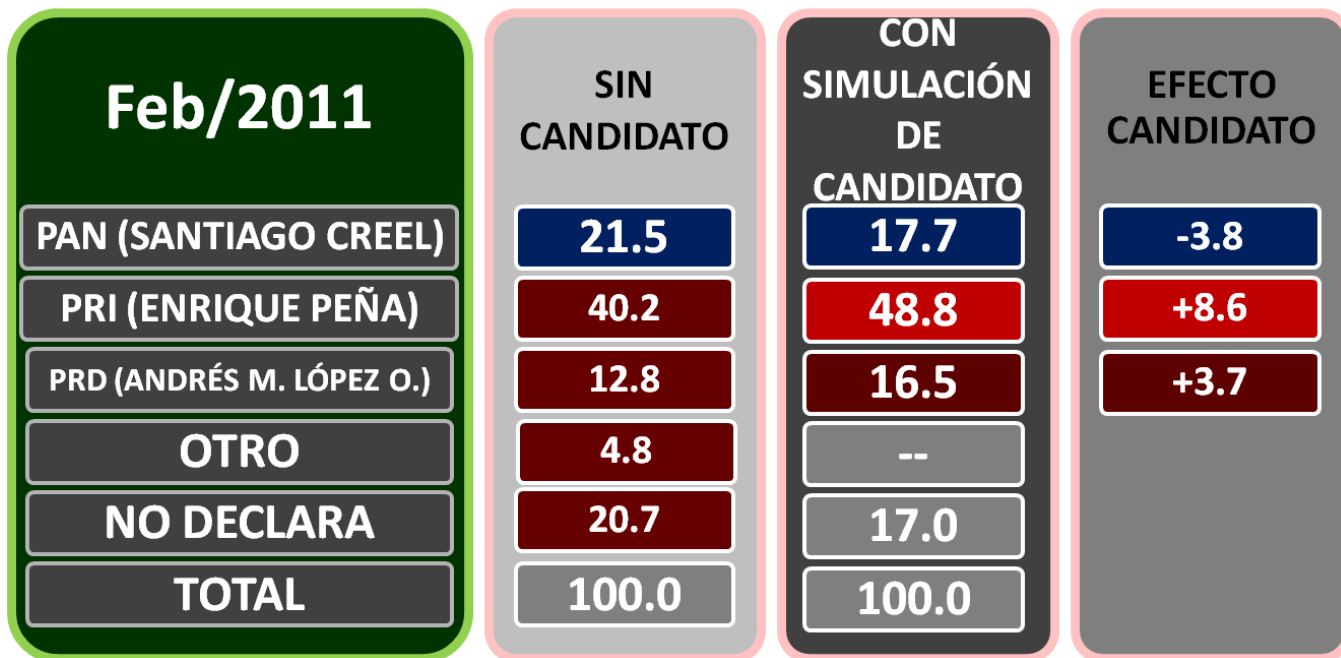 Feb/2011
SIN
CANDIDATO
CON
SIMULACIÓN
DE
CANDIDATO
EFECTO
CANDIDATO
PAN (SANTIAGO CREEL) 21.5 17.7 -3.8
PRI (ENRIQUE PEÑA) 40.2 48.8 +8.6
PRD (ANDRÉS M. LÓPEZ O.) 12.8 16.5 +3.7
OTRO 4.8 --
NO DECLARA 20.7 17.0
TOTAL 100.0 100.0